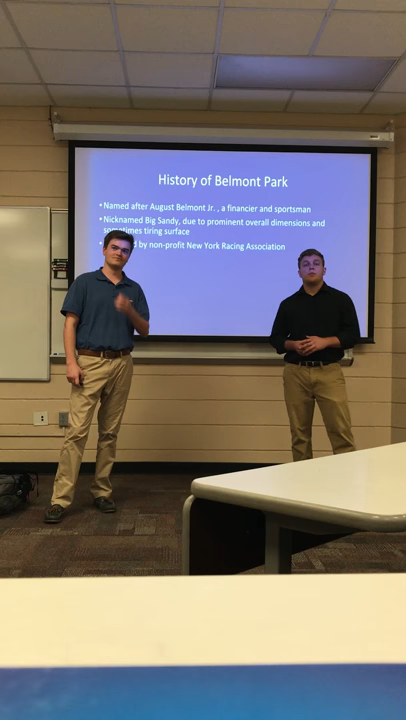 History of Belmont Park
• Named after August Belmont Jr. , a financier and sportsman
• Nicknamed Big Sandy, due to prominent overall dimensions and
sometimes tiring surface
by non-profit New York Racing Association